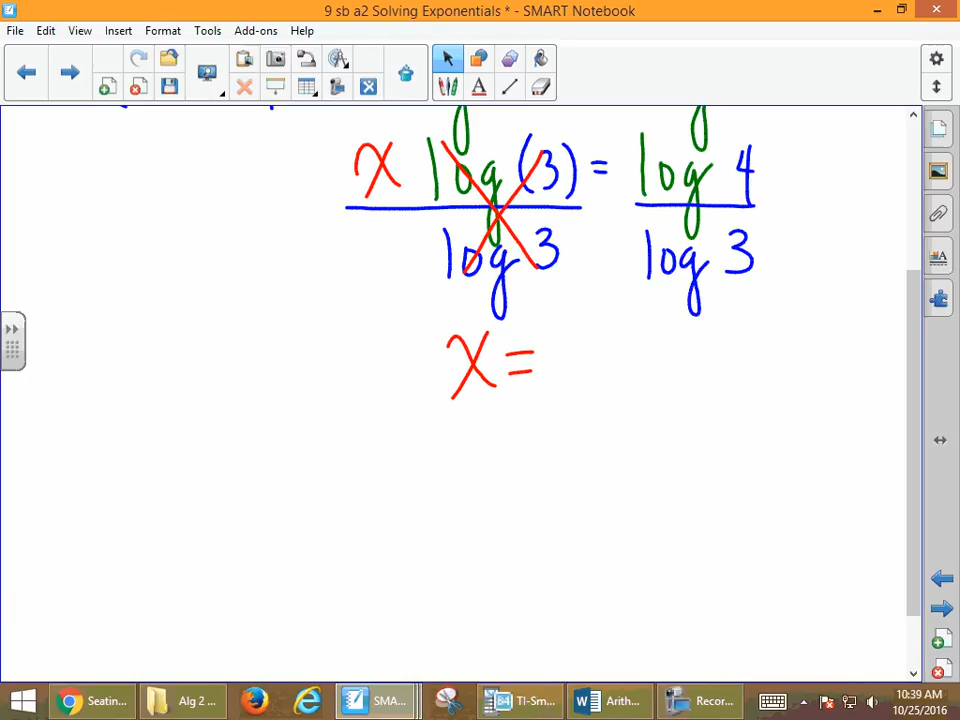 9 sb a2 Solving Exponentials * - SMART Notebook
File Edit View Insert Format Tools Add-ons Help
x log (3) = log 4
log 3 log 3
x =
Seatin... Alg 2 ... SMA... TI-Sm... Arith... Recor...
10:39 AM
10/25/2016